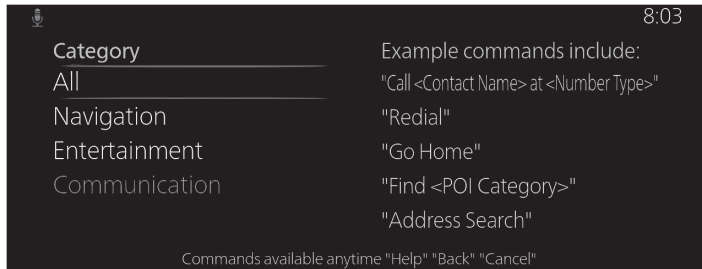 8:03
Category
All
Navigation
Entertainment
Communication
Example commands include:
"Call <Contact Name> at <Number Type>"
"Redial"
"Go Home"
"Find <POI Category>"
"Address Search"
Commands available anytime "Help" "Back" "Cancel"